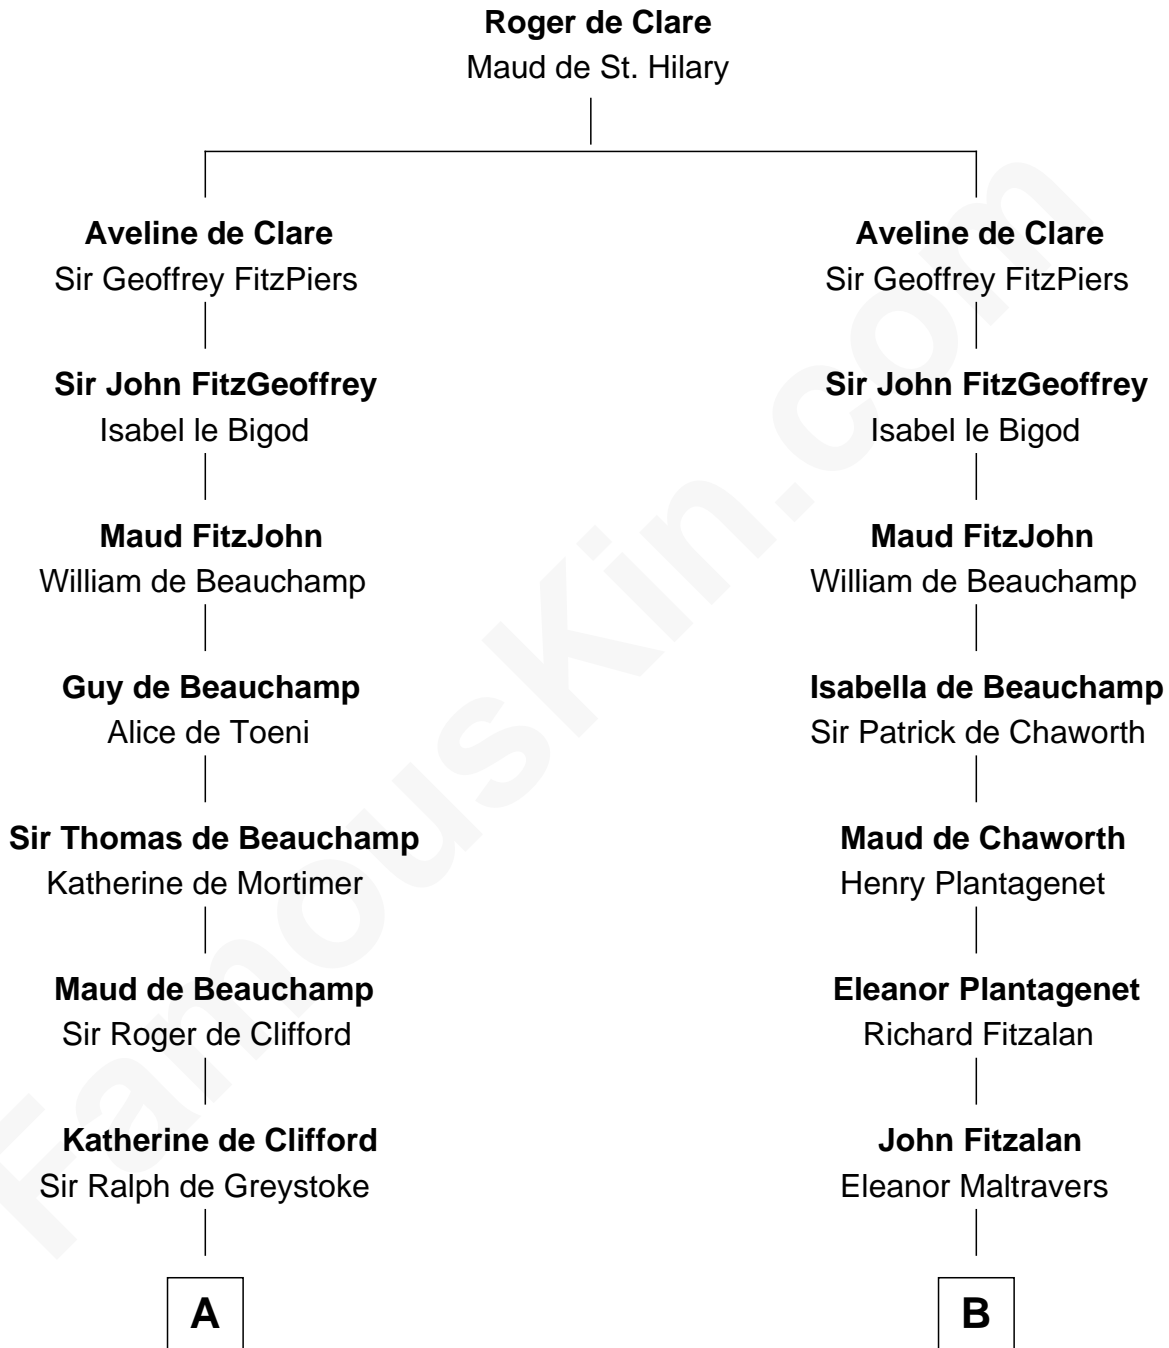 Roger de Clare
Maud de St. Hilary
Aveline de Clare
Sir Geoffrey FitzPiers
Sir John FitzGeoffrey
Isabel le Bigod
Maud FitzJohn
William de Beauchamp
Guy de Beauchamp
Alice de Toeni
Sir Thomas de Beauchamp
Katherine de Mortimer
Maud de Beauchamp
Sir Roger de Clifford
Katherine de Clifford
Sir Ralph de Greystoke
A
Aveline de Clare
Sir Geoffrey FitzPiers
Sir John FitzGeoffrey
Isabel le Bigod
Maud FitzJohn
William de Beauchamp
Isabella de Beauchamp
Sir Patrick de Chaworth
Maud de Chaworth
Henry Plantagenet
Eleanor Plantagenet
Richard Fitzalan
John Fitzalan
Eleanor Maltravers
B
FamousKin.com